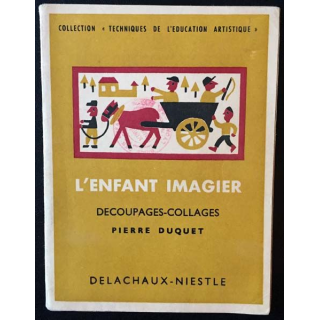 COLLECTION « TECHNIQUES DE L'EDUCATION ARTISTIQUE »
L'ENFANT IMAGIER
DECOUPAGES-COLLAGES
PIERRE DUQUET
DELACHAUX-NIESTLE